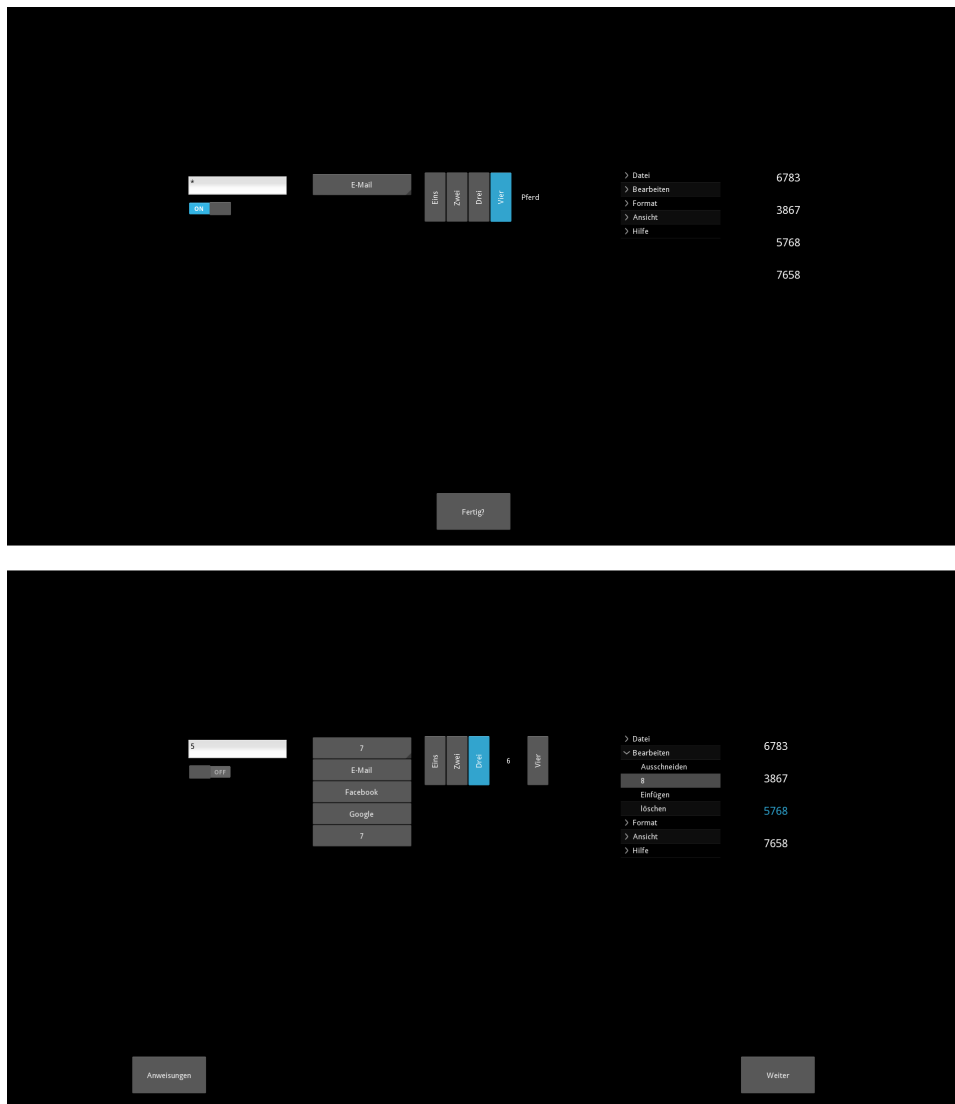 *
ON
E-Mail
Eins
Zwei
Drei
Vier
Pferd
Datei
Bearbeiten
Format
Ansicht
Hilfe
6783
3867
5768
7658
Fertig?
5
OFF
7
E-Mail
Facebook
Google
7
Eins
Zwei
Drei
6
Vier
Datei
Bearbeiten
Ausschneiden
8
Einfügen
löschen
Format
Ansicht
Hilfe
6783
3867
5768
7658
Anweisungen
Weiter